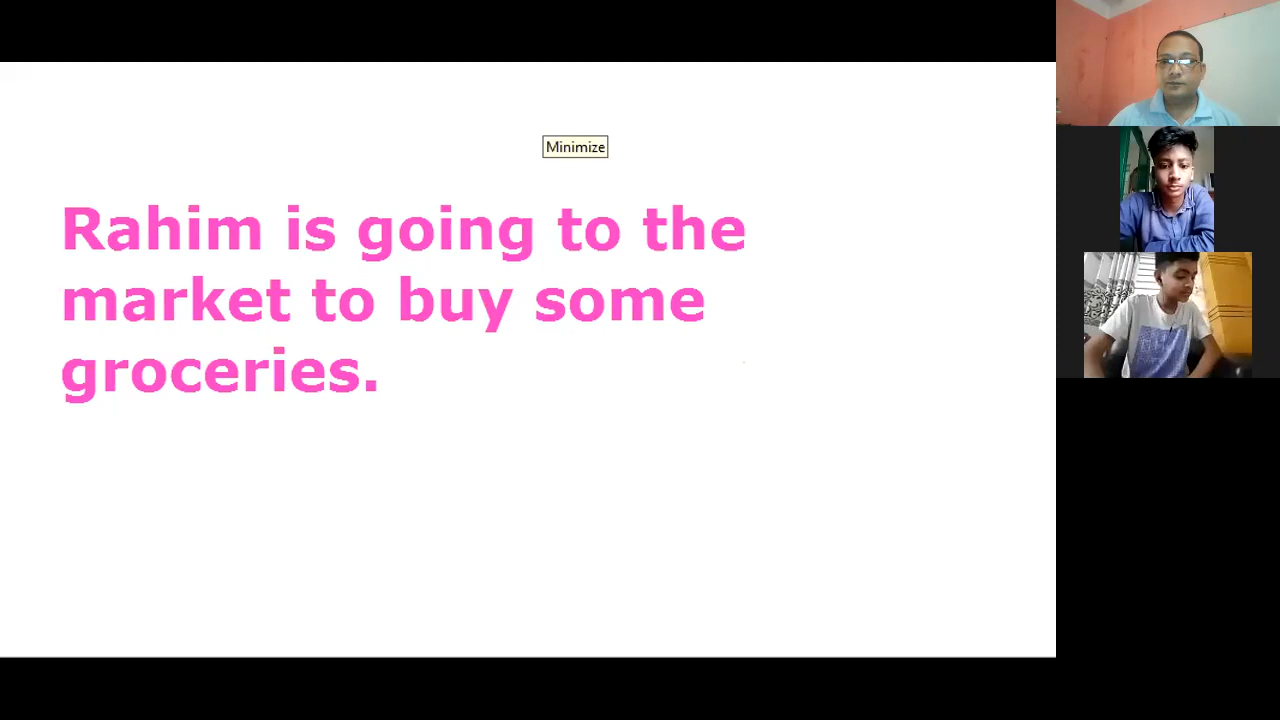 Minimize
Rahim is going to the
market to buy some
groceries.